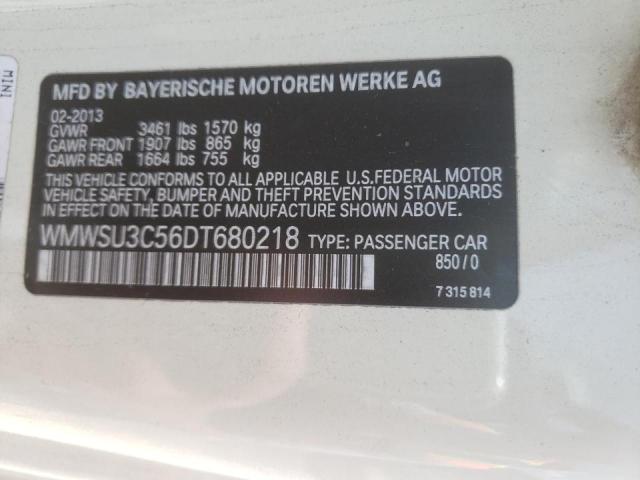 MINI
MFD BY BAYERISCHE MOTOREN WERKE AG
02-2013
GVWR 3461 lbs 1570 kg
GAWR FRONT 1907 lbs 865 kg
GAWR REAR 1664 lbs 755 kg
THIS VEHICLE CONFORMS TO ALL APPLICABLE U.S.FEDERAL MOTOR
VEHICLE SAFETY, BUMPER AND THEFT PREVENTION STANDARDS
IN EFFECT ON THE DATE OF MANUFACTURE SHOWN ABOVE.
WMWSU3C56DT680218 TYPE: PASSENGER CAR
850/0
7 315 814